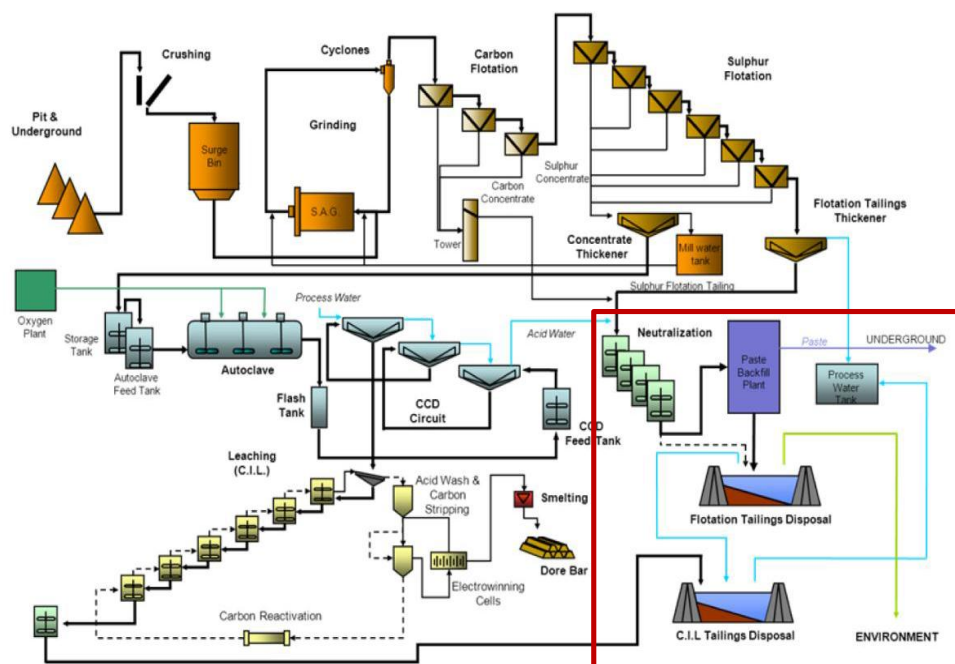 Crushing
Pit &
Underground
Surge
Bin
Cyclones
Grinding
S.A.G.
Carbon
Flotation
Carbon
Concentrate
Tower
Sulphur
Flotation
Sulphur
Concentrate
Concentrate
Thickener
Mill water
tank
Flotation Tailings
Thickener
Sulphur Flotation Tailing
Oxygen
Plant
Storage
Tank
Autoclave
Feed Tank
Autoclave
Process Water
Flash
Tank
CCD
Circuit
Acid Water
CCD
Feed Tank
Neutralization
Paste
Backfill
Plant
Paste
UNDERGROUND
Process
Water
Tank
Flotation Tailings Disposal
Leaching
(C.I.L.)
Acid Wash &
Carbon
Stripping
Smelting
Dore Bar
Electrowinning
Cells
Carbon Reactivation
C.I.L Tailings Disposal
ENVIRONMENT